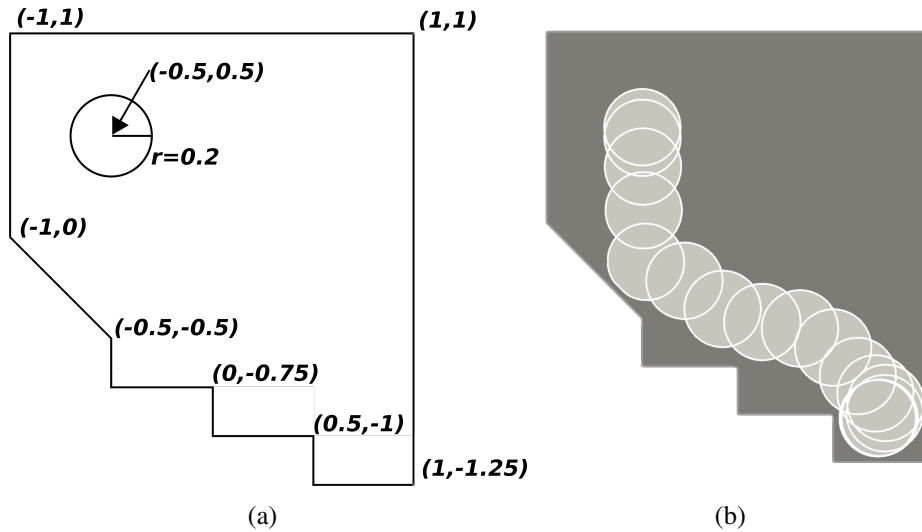 (-1,1)
(1,1)
(-0.5,0.5)
r=0.2
(-1,0)
(-0.5,-0.5)
(0,-0.75)
(0.5,-1)
(1,-1.25)
(a)
(b)